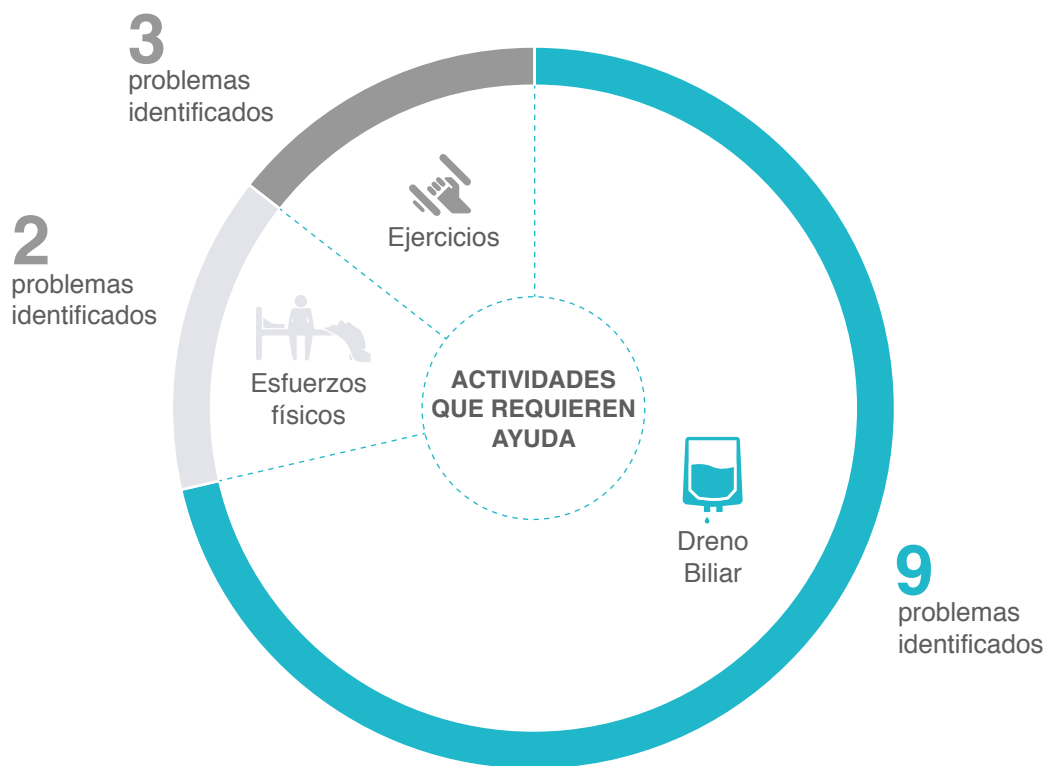 3
problemas
identificados
Ejercicios
2
problemas
identificados
Esfuerzos
físicos
ACTIVIDADES
QUE REQUIEREN
AYUDA
Dreno
Biliar
9
problemas
identificados